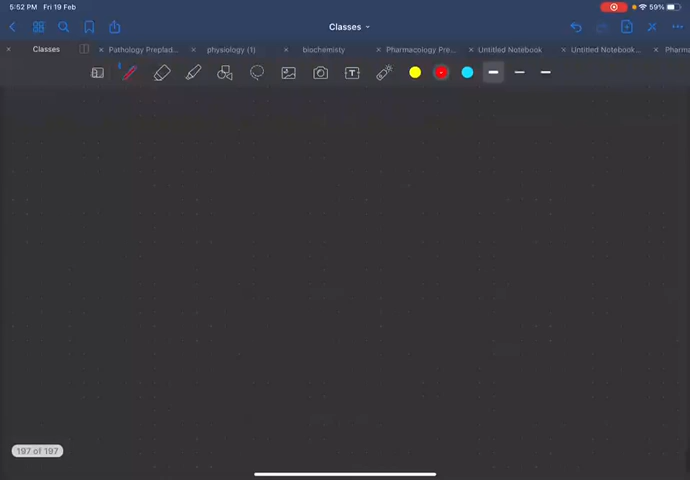 5:52 PM Fri 19 Feb
59%
Classes
Classes
Pathology Preplad...
physiology (1)
biochemisty
Pharmacology Pre...
Untitled Notebook
Untitled Notebook...
Pharma
T
197 of 197